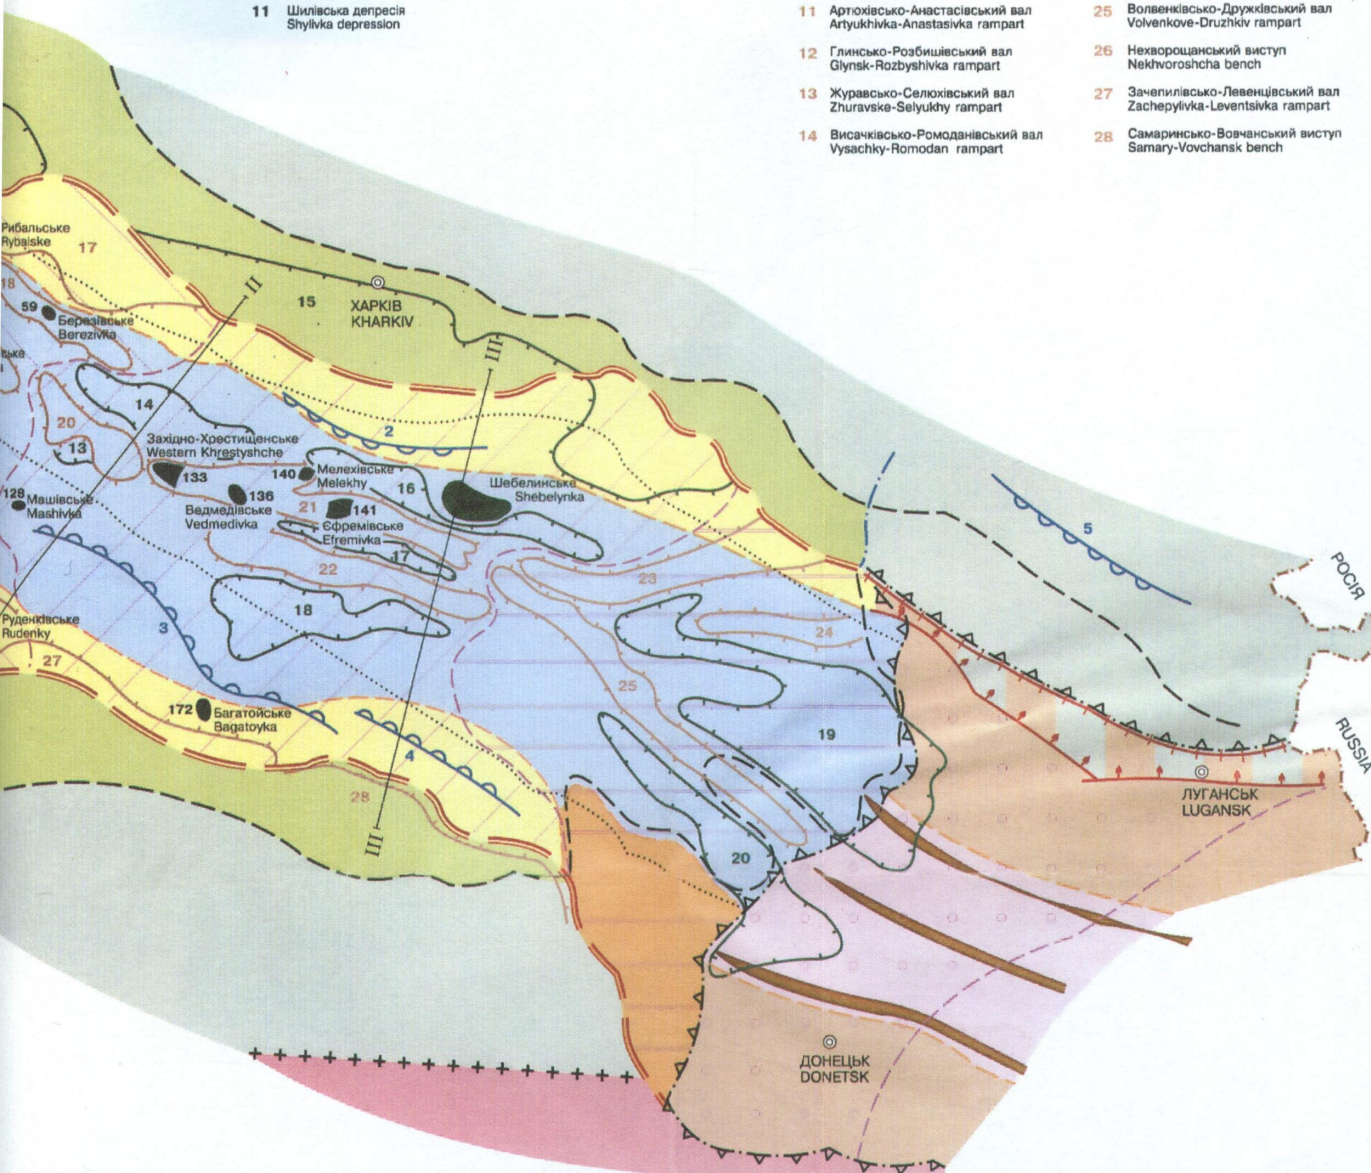 11 Шилівська депресія
Shylivka depression
11 Артюхівсько-Анастасівський вал
Artyukhivka-Anastasivka rampart
12 Глинсько-Розбишівський вал
Glynsk-Rozbyshivka rampart
13 Журавсько-Селюхівський вал
Zhuravske-Selyukhy rampart
14 Висачківсько-Ромоданівський вал
Vysachky-Romodan rampart
25 Волвенківсько-Дружківський вал
Volvenkove-Druzhkiv rampart
26 Нехворощанський виступ
Nekhvoroshcha bench
27 Зачепилівсько-Левенцівський вал
Zachepylivka-Leventsivka rampart
28 Самаринсько-Вовчанський виступ
Samary-Vovchansk bench
Рибальське
Rybalske
17
18
II
15
ХАРКІВ
KHARKIV
59
Березівське
Berezivka
ське
III
14
20
13
2
Західно-Хрестищенське
Western Khrestyshche
133
140
Мелехівське
Melekhy
16
Шебелинське
Shebelynka
136
Ведмедівське
Vedmedivka
21
141
Єфремівське
Efremivka
128
Машівське
Mashivka
17
5
РОСІЯ
22
23
18
3
24
Руденківське
Rudenky
27
25
172
Багатойське
Bagatoyka
19
RUSSIA
4
28
ЛУГАНСЬК
LUGANSK
III
20
ДОНЕЦЬК
DONETSK